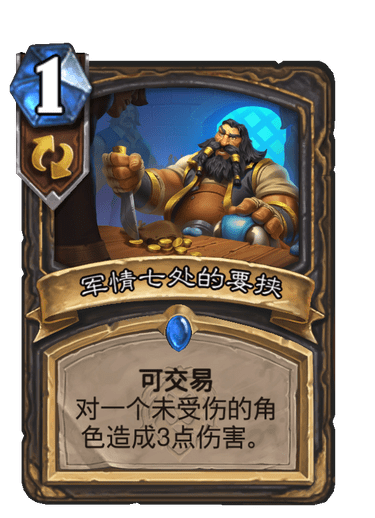 1
军情七处的要挟
可交易
对一个未受伤的角
色造成3点伤害。